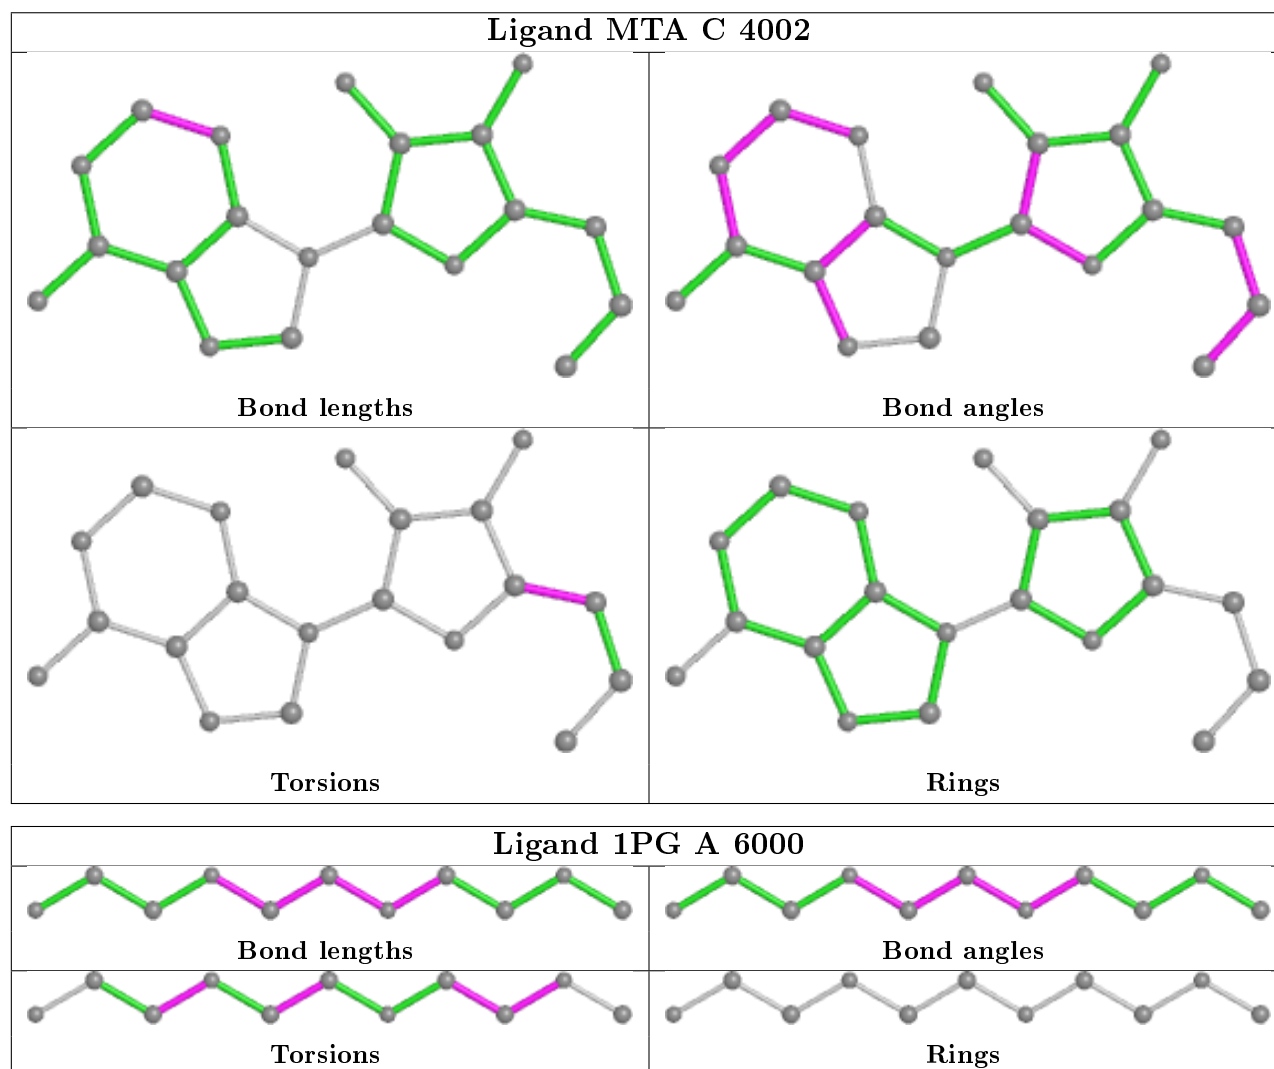 Ligand MTA C 4002
Bond lengths
Bond angles
Torsions
Rings
Ligand 1PG A 6000
Bond lengths
Bond angles
Torsions
Rings